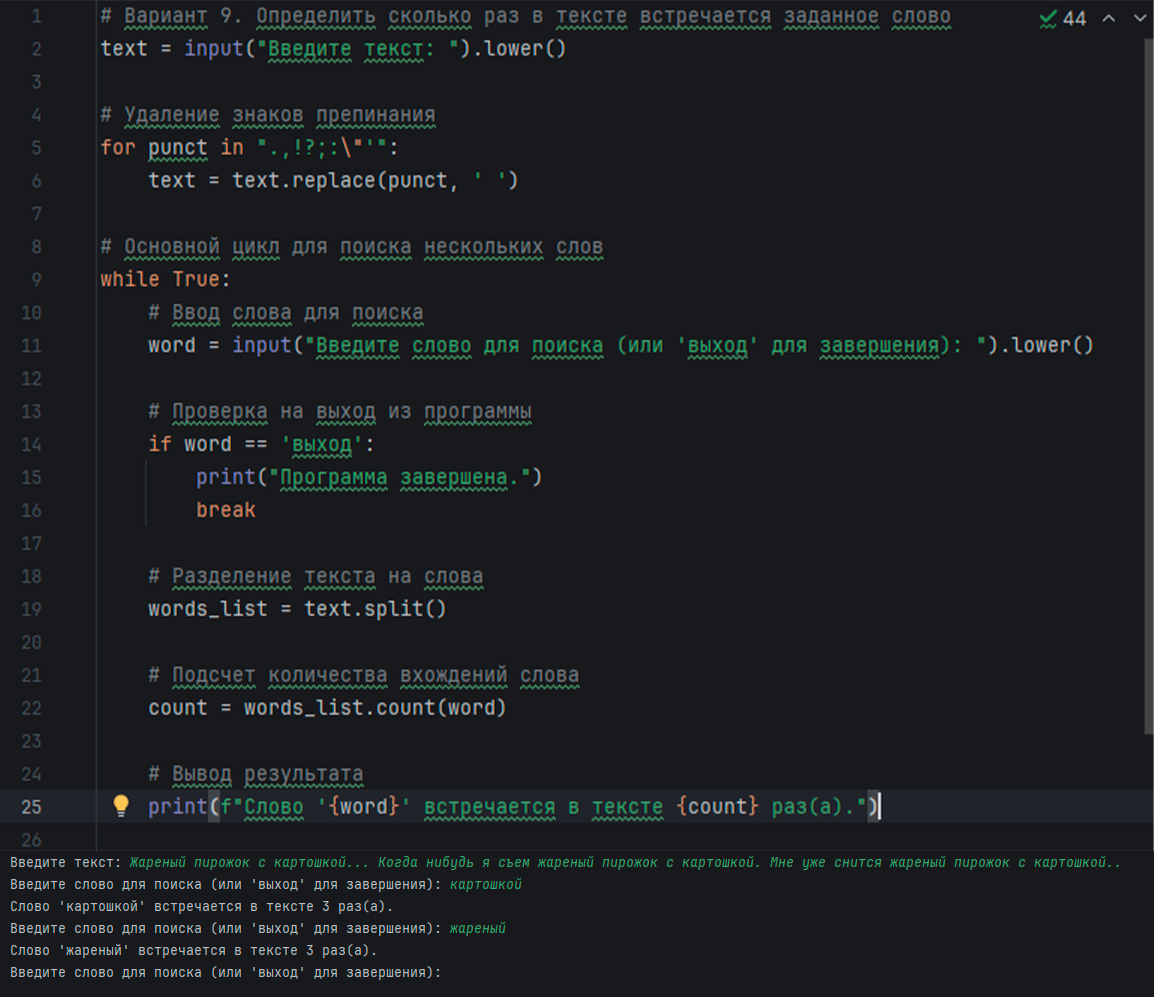 1 # Вариант 9. Определить сколько раз в тексте встречается заданное слово 44
2 text = input("Введите текст: ").lower()
3
4 # Удаление знаков препинания
5 for punct in ".,!?;:\"'":
6     text = text.replace(punct, ' ')
7
8 # Основной цикл для поиска нескольких слов
9 while True:
10     # Ввод слова для поиска
11     word = input("Введите слово для поиска (или 'выход' для завершения): ").lower()
12
13     # Проверка на выход из программы
14     if word == 'выход':
15         print("Программа завершена.")
16         break
17
18     # Разделение текста на слова
19     words_list = text.split()
20
21     # Подсчет количества вхождений слова
22     count = words_list.count(word)
23
24     # Вывод результата
25     print(f"Слово '{word}' встречается в тексте {count} раз(а).")
26
Введите текст: Жареный пирожок с картошкой... Когда нибудь я съем жареный пирожок с картошкой. Мне уже снится жареный пирожок с картошкой..
Введите слово для поиска (или 'выход' для завершения): картошкой
Слово 'картошкой' встречается в тексте 3 раз(а).
Введите слово для поиска (или 'выход' для завершения): жареный
Слово 'жареный' встречается в тексте 3 раз(а).
Введите слово для поиска (или 'выход' для завершения):